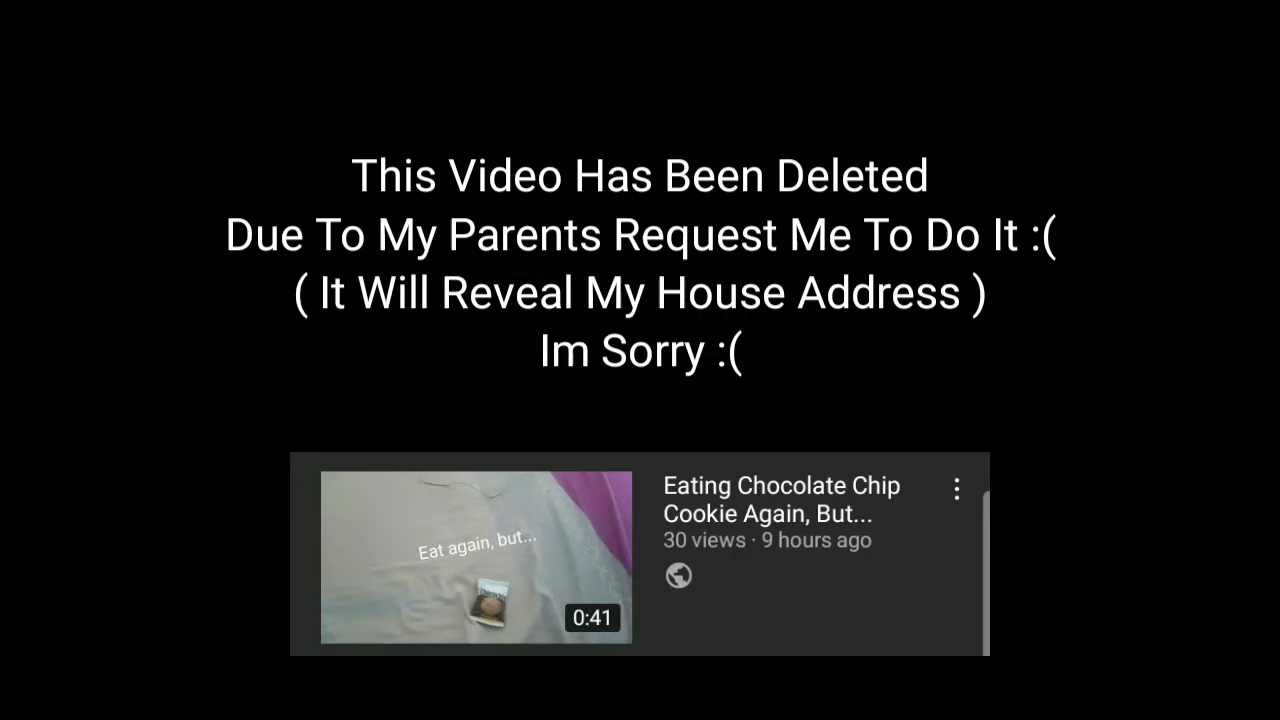 This Video Has Been Deleted
Due To My Parents Request Me To Do It :(
( It Will Reveal My House Address )
Im Sorry :(
Eat again, but...
0:41
Eating Chocolate Chip
Cookie Again, But...
30 views · 9 hours ago